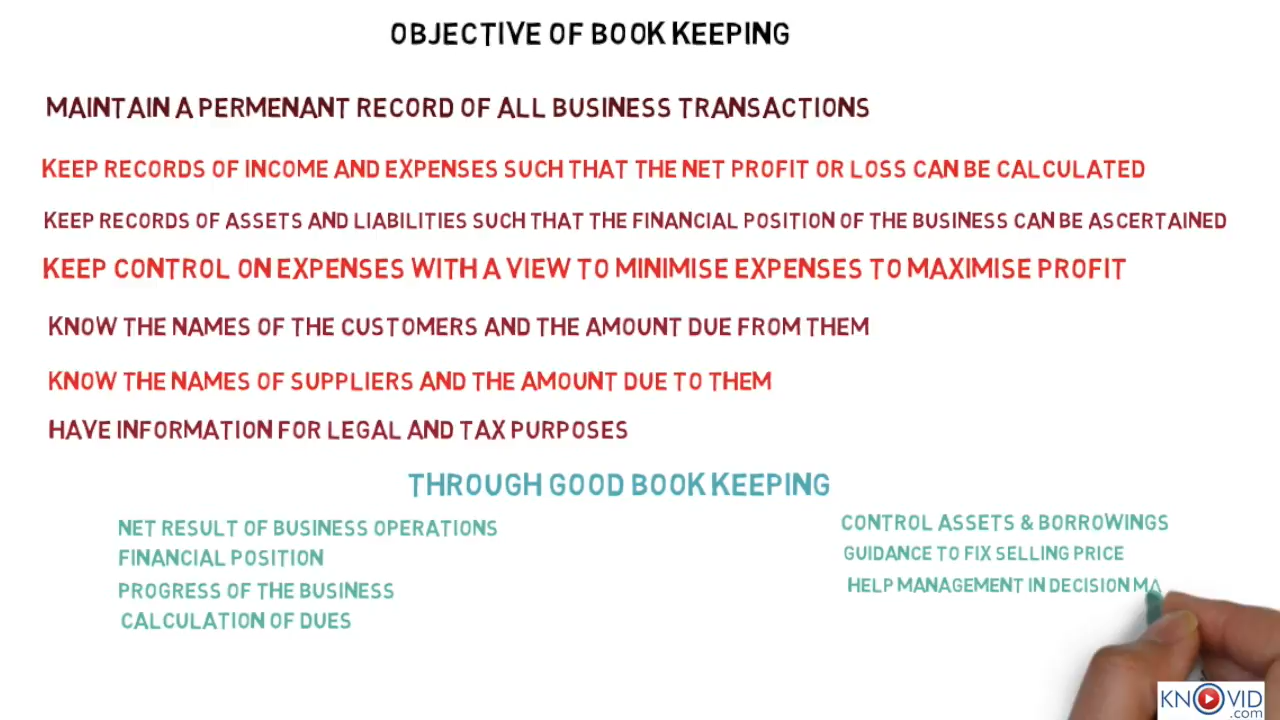 OBJECTIVE OF BOOK KEEPING
MAINTAIN A PERMENANT RECORD OF ALL BUSINESS TRANSACTIONS
KEEP RECORDS OF INCOME AND EXPENSES SUCH THAT THE NET PROFIT OR LOSS CAN BE CALCULATED
KEEP RECORDS OF ASSETS AND LIABILITIES SUCH THAT THE FINANCIAL POSITION OF THE BUSINESS CAN BE ASCERTAINED
KEEP CONTROL ON EXPENSES WITH A VIEW TO MINIMISE EXPENSES TO MAXIMISE PROFIT
KNOW THE NAMES OF THE CUSTOMERS AND THE AMOUNT DUE FROM THEM
KNOW THE NAMES OF SUPPLIERS AND THE AMOUNT DUE TO THEM
HAVE INFORMATION FOR LEGAL AND TAX PURPOSES
THROUGH GOOD BOOK KEEPING
NET RESULT OF BUSINESS OPERATIONS
FINANCIAL POSITION
PROGRESS OF THE BUSINESS
CALCULATION OF DUES
CONTROL ASSETS & BORROWINGS
GUIDANCE TO FIX SELLING PRICE
HELP MANAGEMENT IN DECISION MA
KNOVID
.com